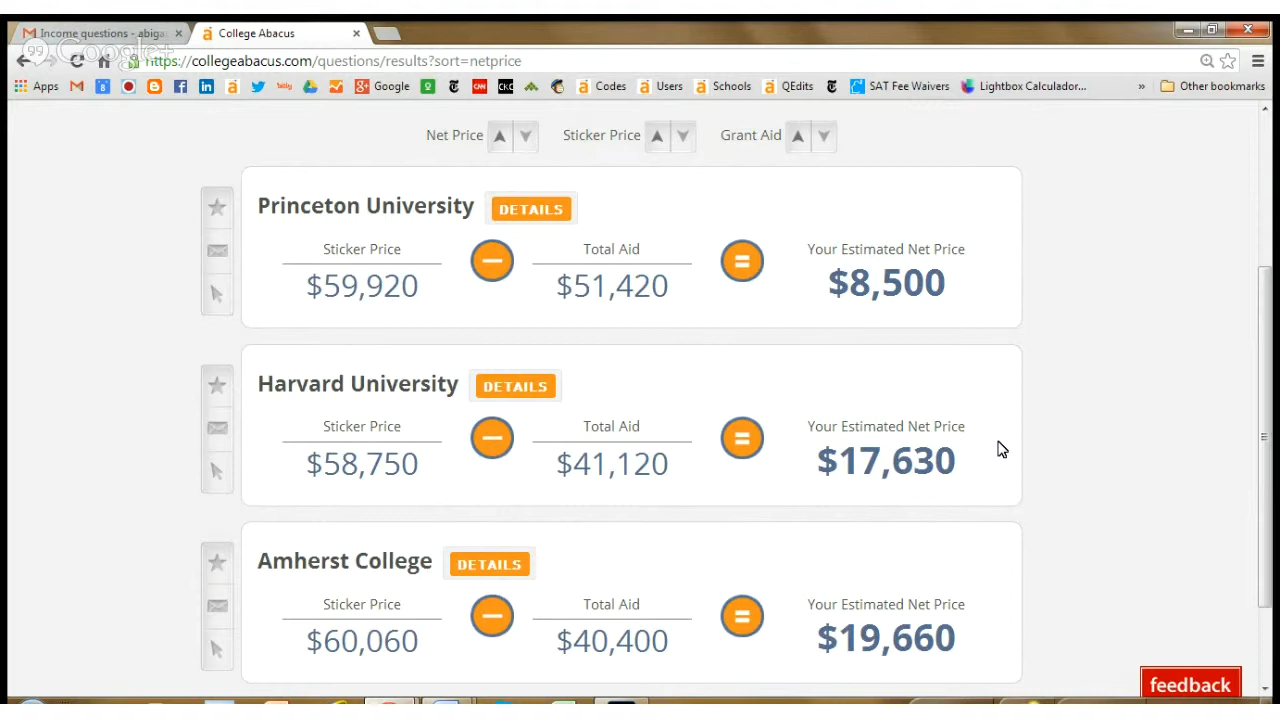 Income questions - abiga
College Abacus
99 Google+
https://collegeabacus.com/questions/results?sort=netprice
Apps Google CNN CKC Codes Users Schools QEdits SAT Fee Waivers Lightbox Calculador... » Other bookmarks
Net Price Sticker Price Grant Aid
Princeton University DETAILS
Sticker Price Total Aid Your Estimated Net Price
$59,920 − $51,420 = $8,500
Harvard University DETAILS
Sticker Price Total Aid Your Estimated Net Price
$58,750 − $41,120 = $17,630
Amherst College DETAILS
Sticker Price Total Aid Your Estimated Net Price
$60,060 − $40,400 = $19,660
feedback